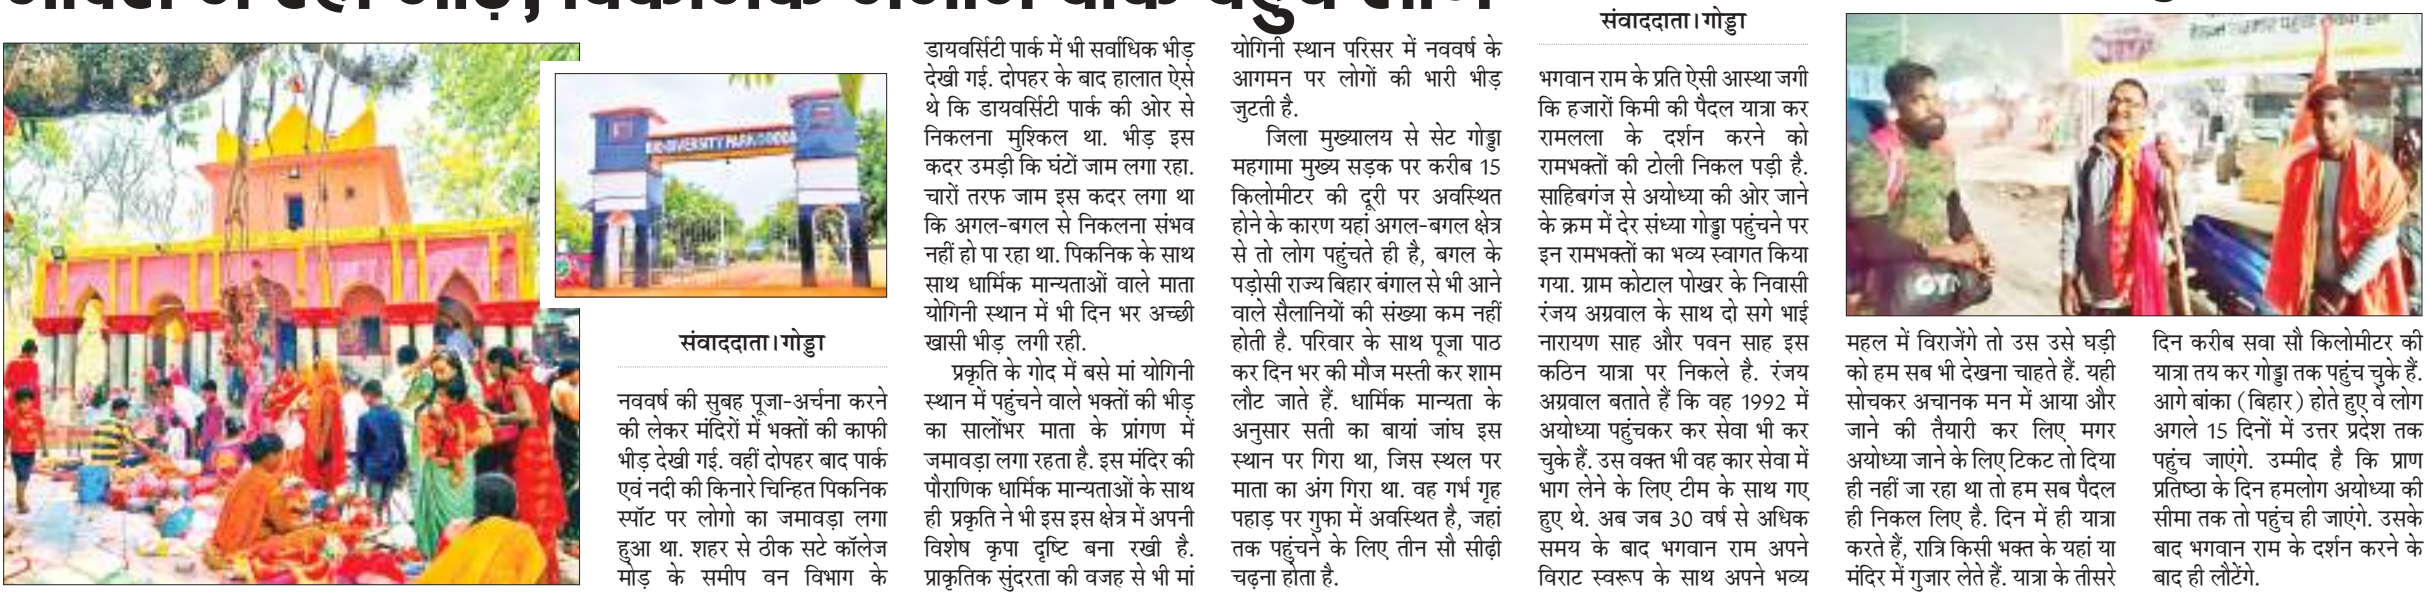 संवाददाता।गोड्डा
नववर्ष की सुबह पूजा-अर्चना करने
की लेकर मंदिरों में भक्तों की काफी
भीड़ देखी गई. वहीं दोपहर बाद पार्क
एवं नदी की किनारे चिन्हित पिकनिक
स्पॉट पर लोगो का जमावड़ा लगा
हुआ था. शहर से ठीक सटे कॉलेज
मोड़ के समीप वन विभाग के
डायवर्सिटी पार्क में भी सर्वाधिक भीड़
देखी गई. दोपहर के बाद हालात ऐसे
थे कि डायवर्सिटी पार्क की ओर से
निकलना मुश्किल था. भीड़ इस
कदर उमड़ी कि घंटों जाम लगा रहा.
चारों तरफ जाम इस कदर लगा था
कि अगल-बगल से निकलना संभव
नहीं हो पा रहा था. पिकनिक के साथ
साथ धार्मिक मान्यताओं वाले माता
योगिनी स्थान में भी दिन भर अच्छी
खासी भीड़ लगी रही.
प्रकृति के गोद में बसे मां योगिनी
स्थान में पहुंचने वाले भक्तों की भीड़
का सालोंभर माता के प्रांगण में
जमावड़ा लगा रहता है. इस मंदिर की
पौराणिक धार्मिक मान्यताओं के साथ
ही प्रकृति ने भी इस इस क्षेत्र में अपनी
विशेष कृपा दृष्टि बना रखी है.
प्राकृतिक सुंदरता की वजह से भी मां
योगिनी स्थान परिसर में नववर्ष के
आगमन पर लोगों की भारी भीड़
जुटती है.
जिला मुख्यालय से सेट गोड्डा
महगामा मुख्य सड़क पर करीब 15
किलोमीटर की दूरी पर अवस्थित
होने के कारण यहां अगल-बगल क्षेत्र
से तो लोग पहुंचते ही है, बगल के
पड़ोसी राज्य बिहार बंगाल से भी आने
वाले सैलानियों की संख्या कम नहीं
होती है. परिवार के साथ पूजा पाठ
कर दिन भर की मौज मस्ती कर शाम
लौट जाते हैं. धार्मिक मान्यता के
अनुसार सती का बायां जांघ इस
स्थान पर गिरा था, जिस स्थल पर
माता का अंग गिरा था. वह गर्भ गृह
पहाड़ पर गुफा में अवस्थित है, जहां
तक पहुंचने के लिए तीन सौ सीढ़ी
चढ़ना होता है.
संवाददाता।गोड्डा
भगवान राम के प्रति ऐसी आस्था जगी
कि हजारों किमी की पैदल यात्रा कर
रामलला के दर्शन करने को
रामभक्तों की टोली निकल पड़ी है.
साहिबगंज से अयोध्या की ओर जाने
के क्रम में देर संध्या गोड्डा पहुंचने पर
इन रामभक्तों का भव्य स्वागत किया
गया. ग्राम कोटाल पोखर के निवासी
रंजय अग्रवाल के साथ दो सगे भाई
नारायण साह और पवन साह इस
कठिन यात्रा पर निकले है. रंजय
अग्रवाल बताते हैं कि वह 1992 में
अयोध्या पहुंचकर कर सेवा भी कर
चुके हैं. उस वक्त भी वह कार सेवा में
भाग लेने के लिए टीम के साथ गए
हुए थे. अब जब 30 वर्ष से अधिक
समय के बाद भगवान राम अपने
विराट स्वरूप के साथ अपने भव्य
महल में विराजेंगे तो उस उसे घड़ी
को हम सब भी देखना चाहते हैं. यही
सोचकर अचानक मन में आया और
जाने की तैयारी कर लिए मगर
अयोध्या जाने के लिए टिकट तो दिया
ही नहीं जा रहा था तो हम सब पैदल
ही निकल लिए है. दिन में ही यात्रा
करते हैं, रात्रि किसी भक्त के यहां या
मंदिर में गुजार लेते हैं. यात्रा के तीसरे
दिन करीब सवा सौ किलोमीटर की
यात्रा तय कर गोड्डा तक पहुंच चुके हैं.
आगे बांका (बिहार) होते हुए वे लोग
अगले 15 दिनों में उत्तर प्रदेश तक
पहुंच जाएंगे. उम्मीद है कि प्राण
प्रतिष्ठा के दिन हमलोग अयोध्या की
सीमा तक तो पहुंच ही जाएंगे. उसके
बाद भगवान राम के दर्शन करने के
बाद ही लौटेंगे.